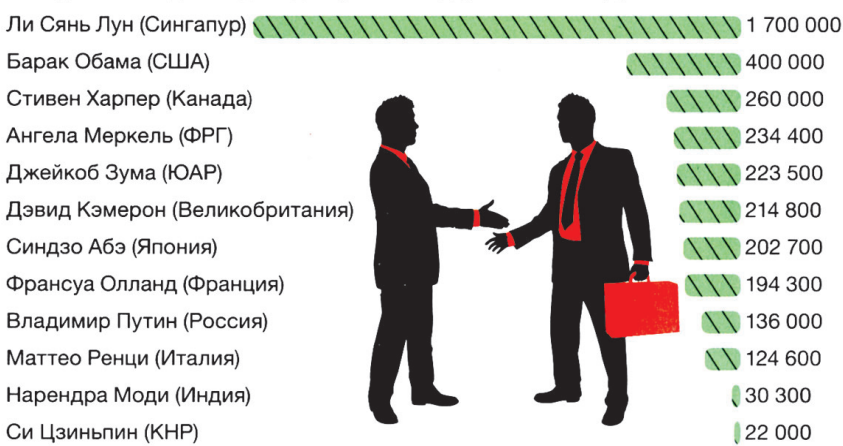 Ли Сянь Лун (Сингапур) 1 700 000
Барак Обама (США) 400 000
Стивен Харпер (Канада) 260 000
Ангела Меркель (ФРГ) 234 400
Джейкоб Зума (ЮАР) 223 500
Дэвид Кэмерон (Великобритания) 214 800
Синдзо Абэ (Япония) 202 700
Франсуа Олланд (Франция) 194 300
Владимир Путин (Россия) 136 000
Маттео Ренци (Италия) 124 600
Нарендра Моди (Индия) 30 300
Си Цзиньпин (КНР) 22 000